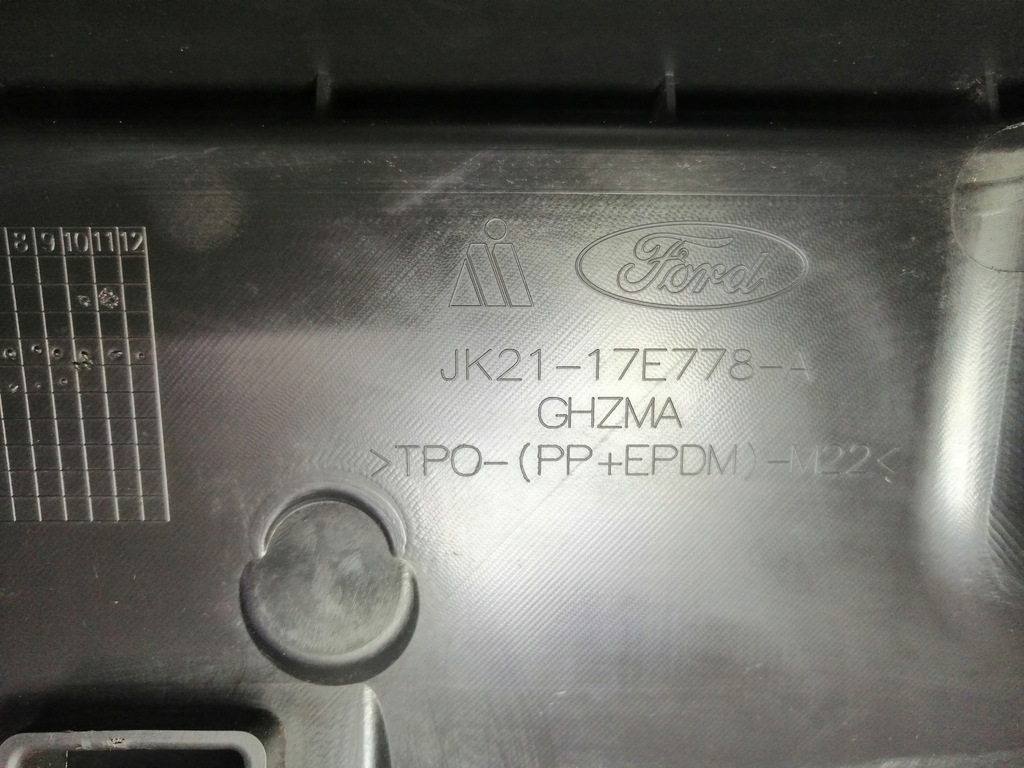 8 9 10 11 12
Ford
JK21-17E778-A
GHZMA
>TPO-(PP+EPDM)-M22<